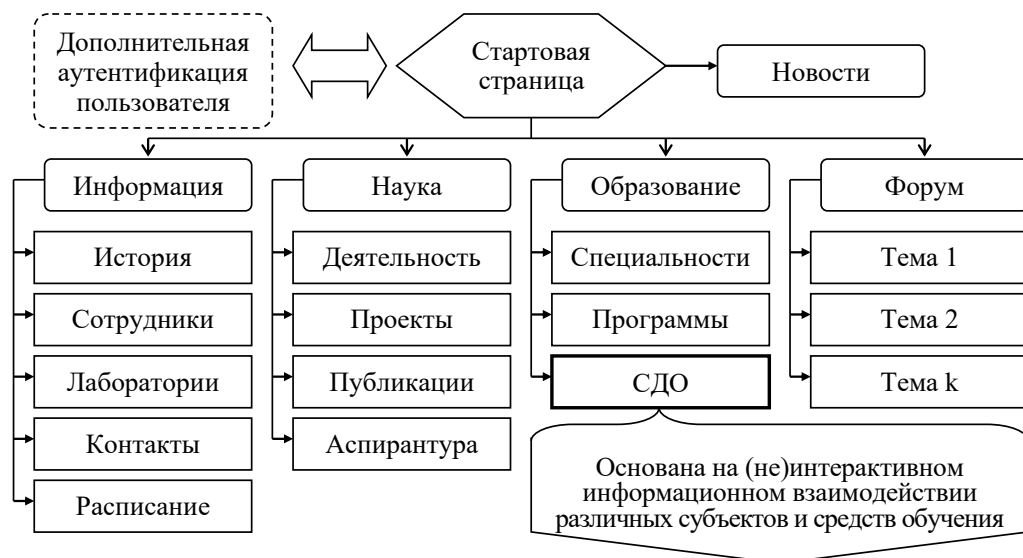 Дополнительная
аутентификация
пользователя
Стартовая
страница
Новости
Информация
Наука
Образование
Форум
История
Деятельность
Специальности
Тема 1
Сотрудники
Проекты
Программы
Тема 2
Лаборатории
Публикации
СДО
Тема k
Контакты
Аспирантура
Расписание
Основана на (не)интерактивном
информационном взаимодействии
различных субъектов и средств обучения